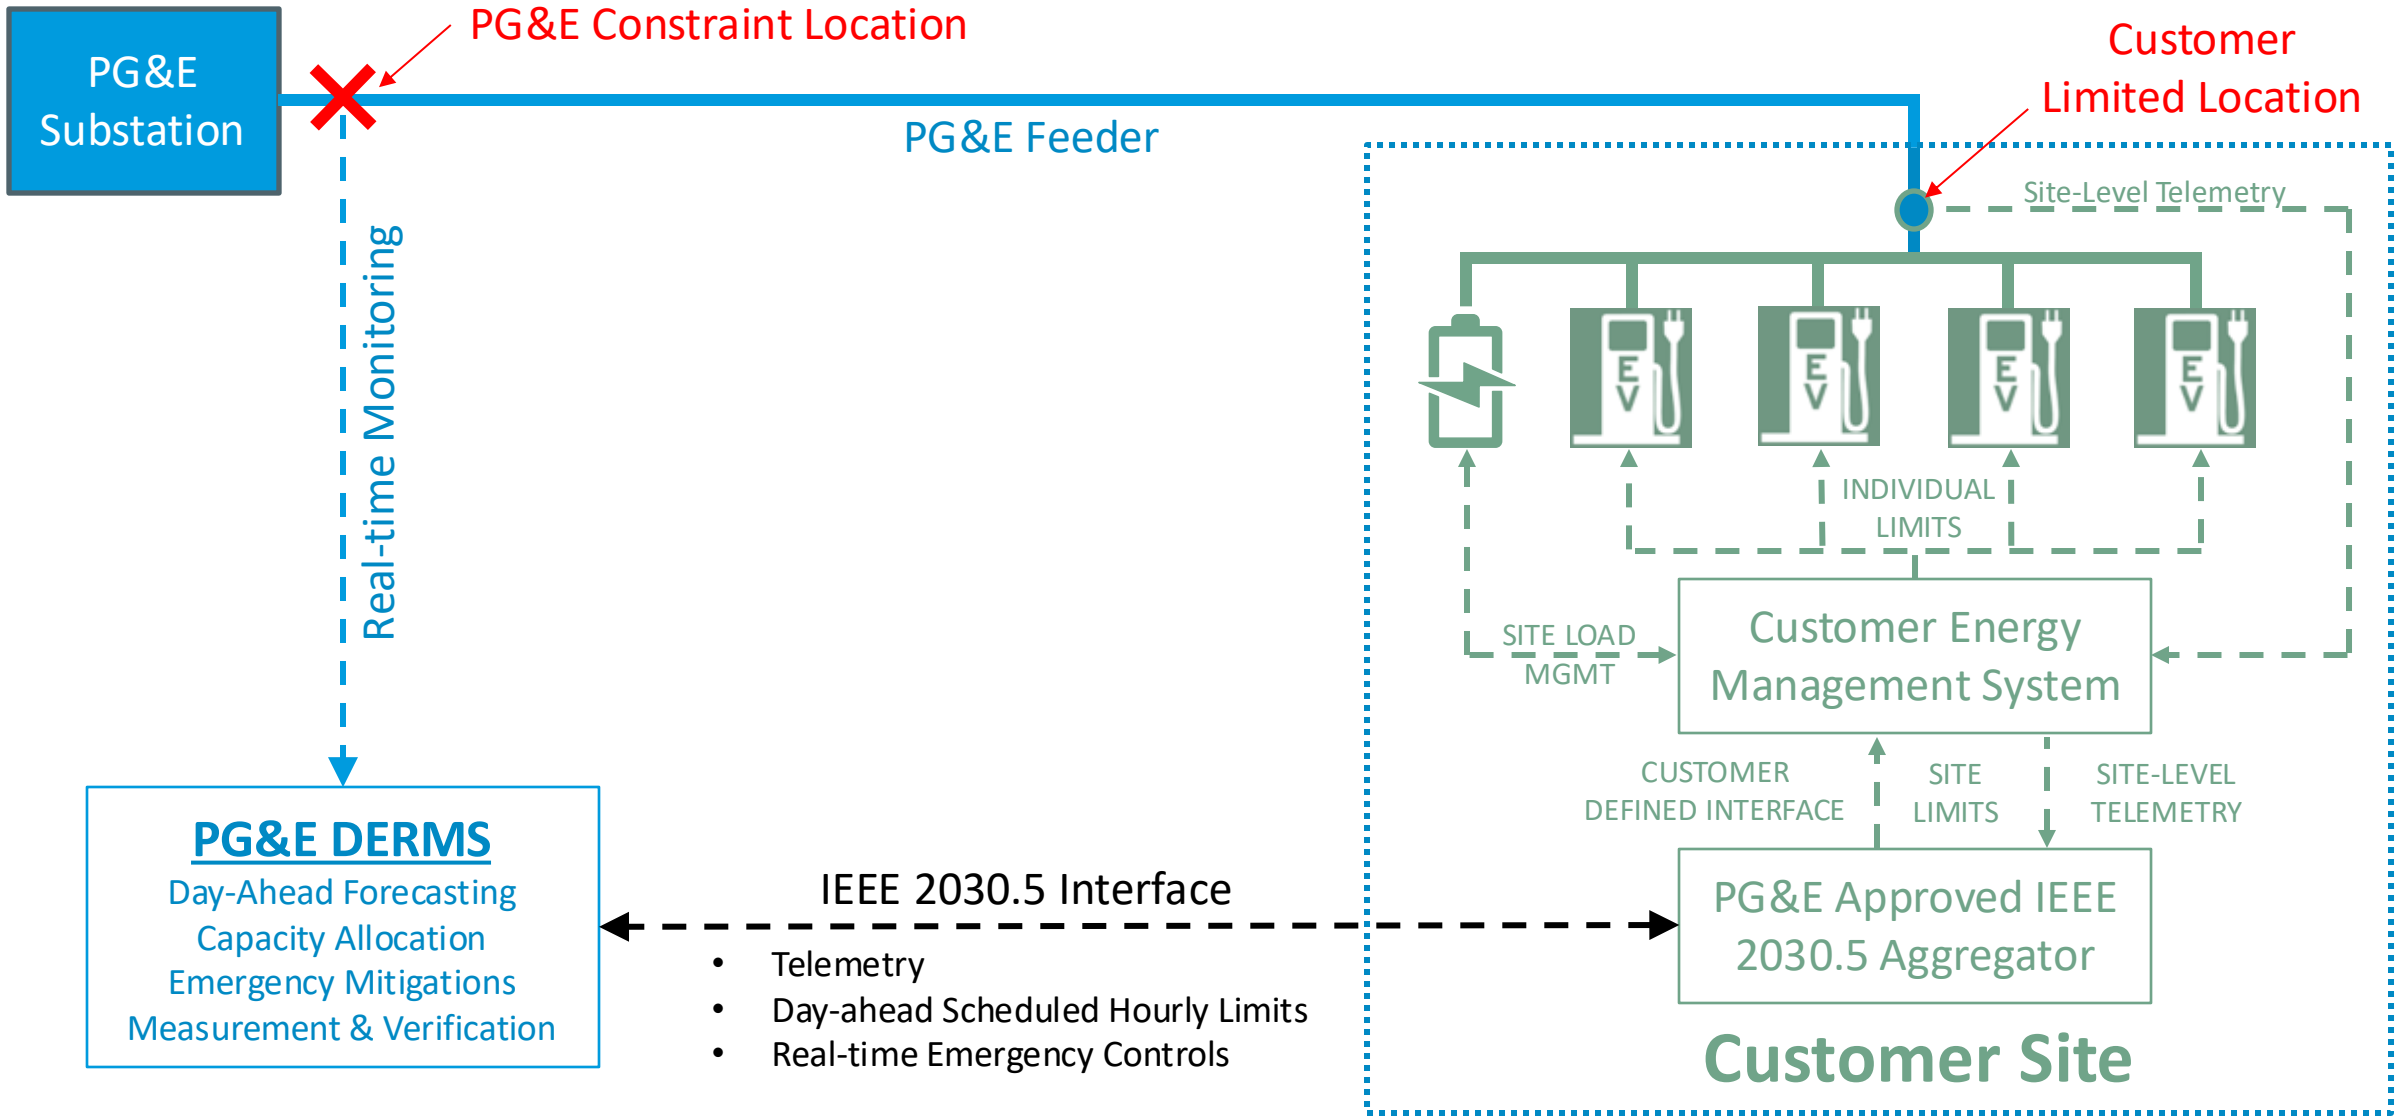 PG&E
Substation
PG&E Constraint Location
PG&E Feeder
Customer
Limited Location
Real-time Monitoring
Site-Level Telemetry
E
V
E
V
E
V
E
V
INDIVIDUAL
LIMITS
SITE LOAD
MGMT
Customer Energy
Management System
CUSTOMER
DEFINED INTERFACE
SITE
LIMITS
SITE-LEVEL
TELEMETRY
PG&E DERMS
Day-Ahead Forecasting
Capacity Allocation
Emergency Mitigations
Measurement & Verification
IEEE 2030.5 Interface
• Telemetry
• Day-ahead Scheduled Hourly Limits
• Real-time Emergency Controls
PG&E Approved IEEE
2030.5 Aggregator
Customer Site